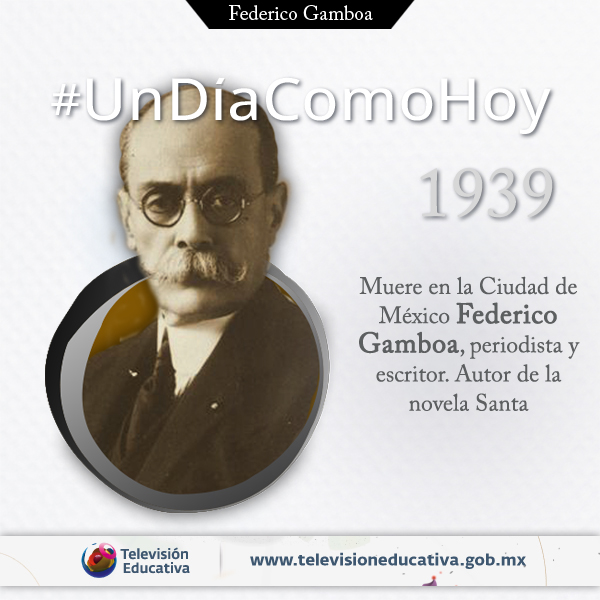 Federico Gamboa
#UnDíaComoHoy
1939
Muere en la Ciudad de
México Federico
Gamboa, periodista y
escritor. Autor de la
novela Santa
Televisión
Educativa
www.televisioneducativa.gob.mx